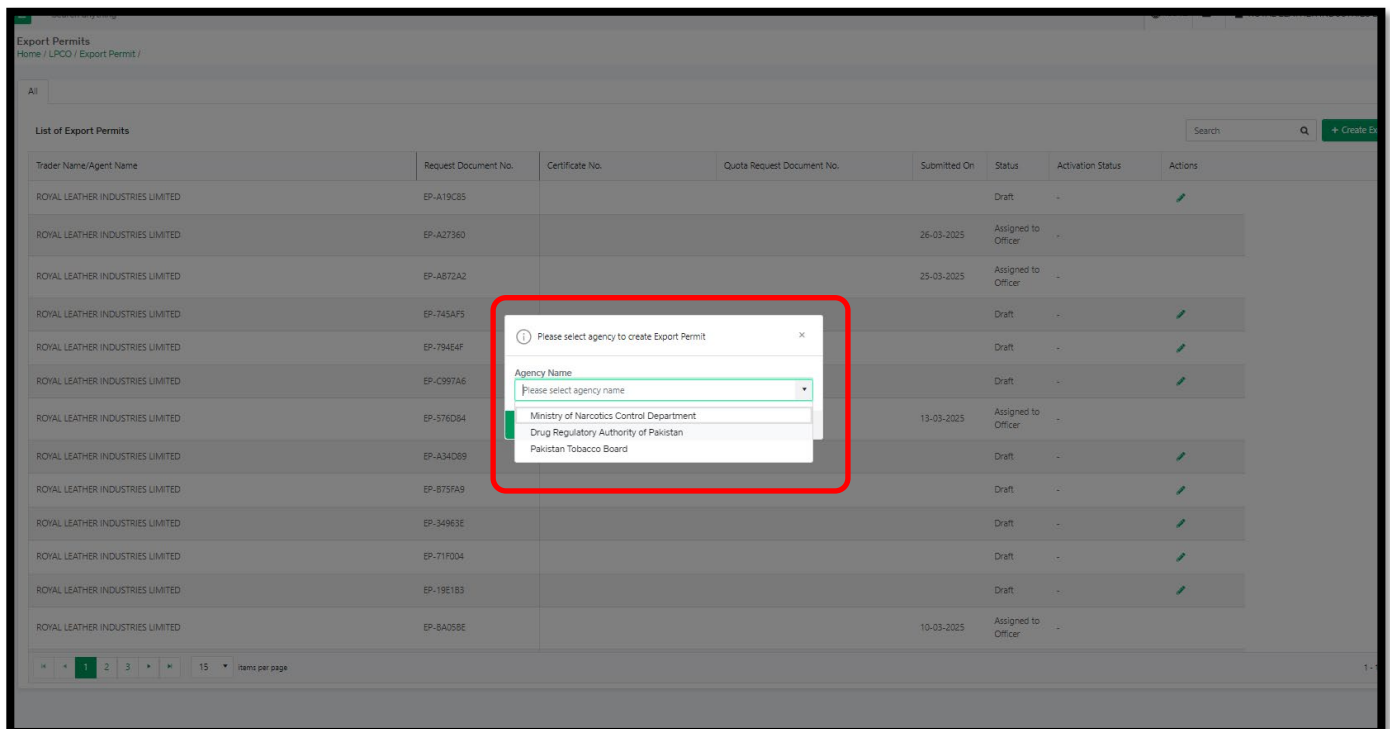 Export Permits
Home / LPCO / Export Permit /
All
List of Export Permits
Search
+ Create Ex
Trader Name/Agent Name Request Document No. Certificate No. Quota Request Document No. Submitted On Status Activation Status Actions
ROYAL LEATHER INDUSTRIES LIMITED EP-A19C85 Draft -
ROYAL LEATHER INDUSTRIES LIMITED EP-A27360 26-03-2025 Assigned to Officer -
ROYAL LEATHER INDUSTRIES LIMITED EP-AB72A2 25-03-2025 Assigned to Officer -
ROYAL LEATHER INDUSTRIES LIMITED EP-745AF5 Draft -
Please select agency to create Export Permit ×
ROYAL LEATHER INDUSTRIES LIMITED EP-794E4F Draft -
Agency Name
ROYAL LEATHER INDUSTRIES LIMITED EP-C997A6 Draft -
Please select agency name
Ministry of Narcotics Control Department
ROYAL LEATHER INDUSTRIES LIMITED EP-576D84 13-03-2025 Assigned to Officer -
Drug Regulatory Authority of Pakistan
Pakistan Tobacco Board
ROYAL LEATHER INDUSTRIES LIMITED EP-A34D89 Draft -
ROYAL LEATHER INDUSTRIES LIMITED EP-B75FA9 Draft -
ROYAL LEATHER INDUSTRIES LIMITED EP-34963E Draft -
ROYAL LEATHER INDUSTRIES LIMITED EP-71F004 Draft -
ROYAL LEATHER INDUSTRIES LIMITED EP-19E1B3 Draft -
ROYAL LEATHER INDUSTRIES LIMITED EP-BA05BE 10-03-2025 Assigned to Officer -
1 2 3 15 items per page